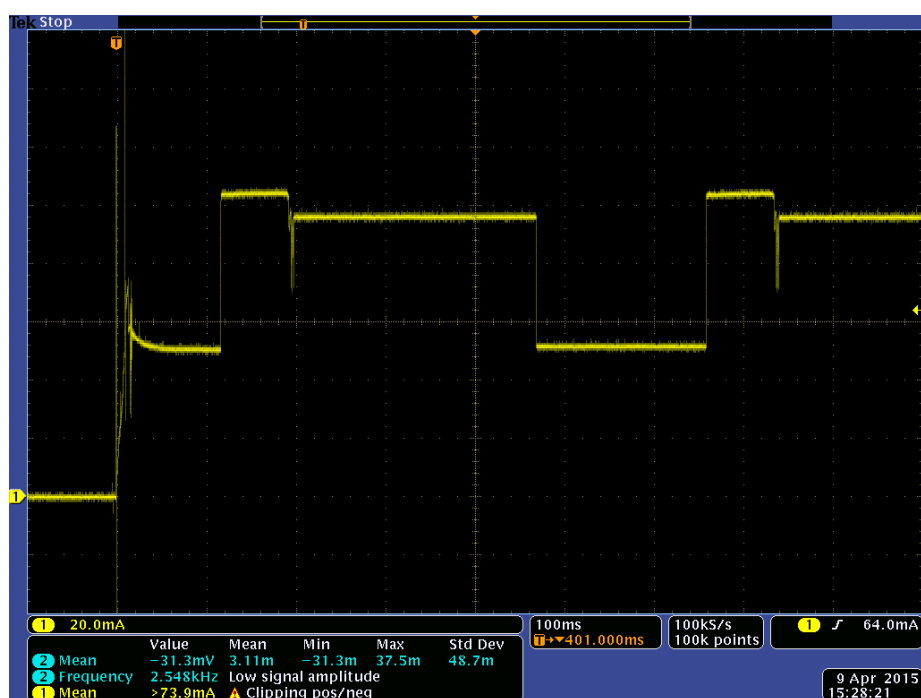 Tek Stop
T
T
1
1 20.0mA
100ms
T→▼401.000ms
100kS/s
100k points
1 64.0mA
Value Mean Min Max Std Dev
2 Mean −31.3mV 3.11m −31.3m 37.5m 48.7m
2 Frequency 2.548kHz Low signal amplitude
1 Mean >73.9mA Clipping pos/neg
9 Apr 2015
15:28:21